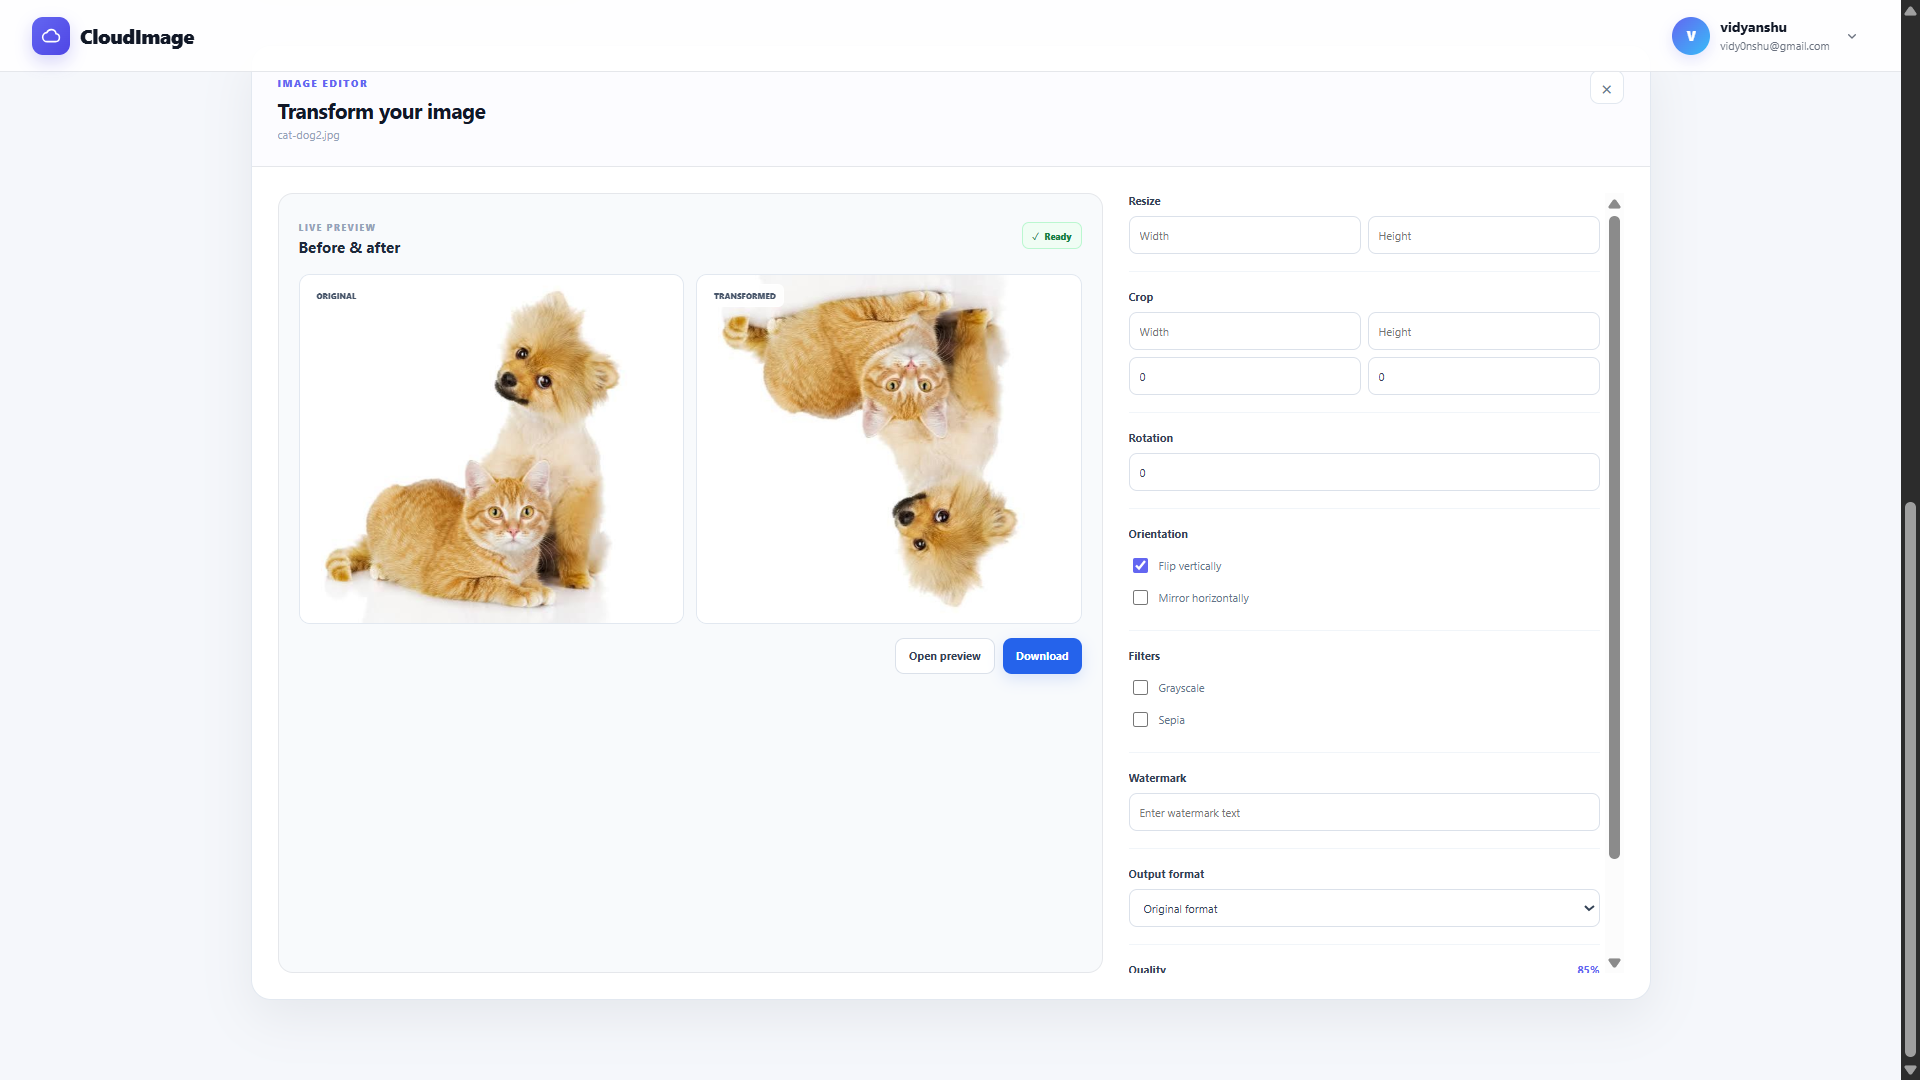 CloudImage
V
vidyanshu
vidy0nshu@gmail.com
IMAGE EDITOR
Transform your image
cat-dog2.jpg
LIVE PREVIEW
Before & after
✓ Ready
ORIGINAL
TRANSFORMED
Open preview
Download
Resize
Width
Height
Crop
Width
Height
0
0
Rotation
0
Orientation
Flip vertically
Mirror horizontally
Filters
Grayscale
Sepia
Watermark
Enter watermark text
Output format
Original format
Quality
85%